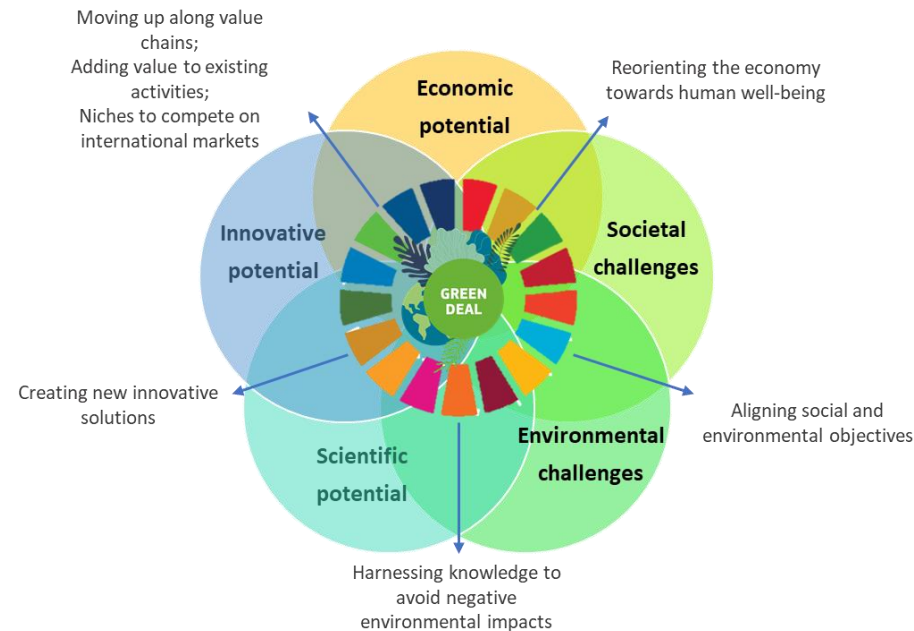 Moving up along value
chains;
Adding value to existing
activities;
Niches to compete on
international markets
Economic
potential
Reorienting the economy
towards human well-being
Innovative
potential
Societal
challenges
GREEN
DEAL
Creating new innovative
solutions
Aligning social and
environmental objectives
Scientific
potential
Environmental
challenges
Harnessing knowledge to
avoid negative
environmental impacts